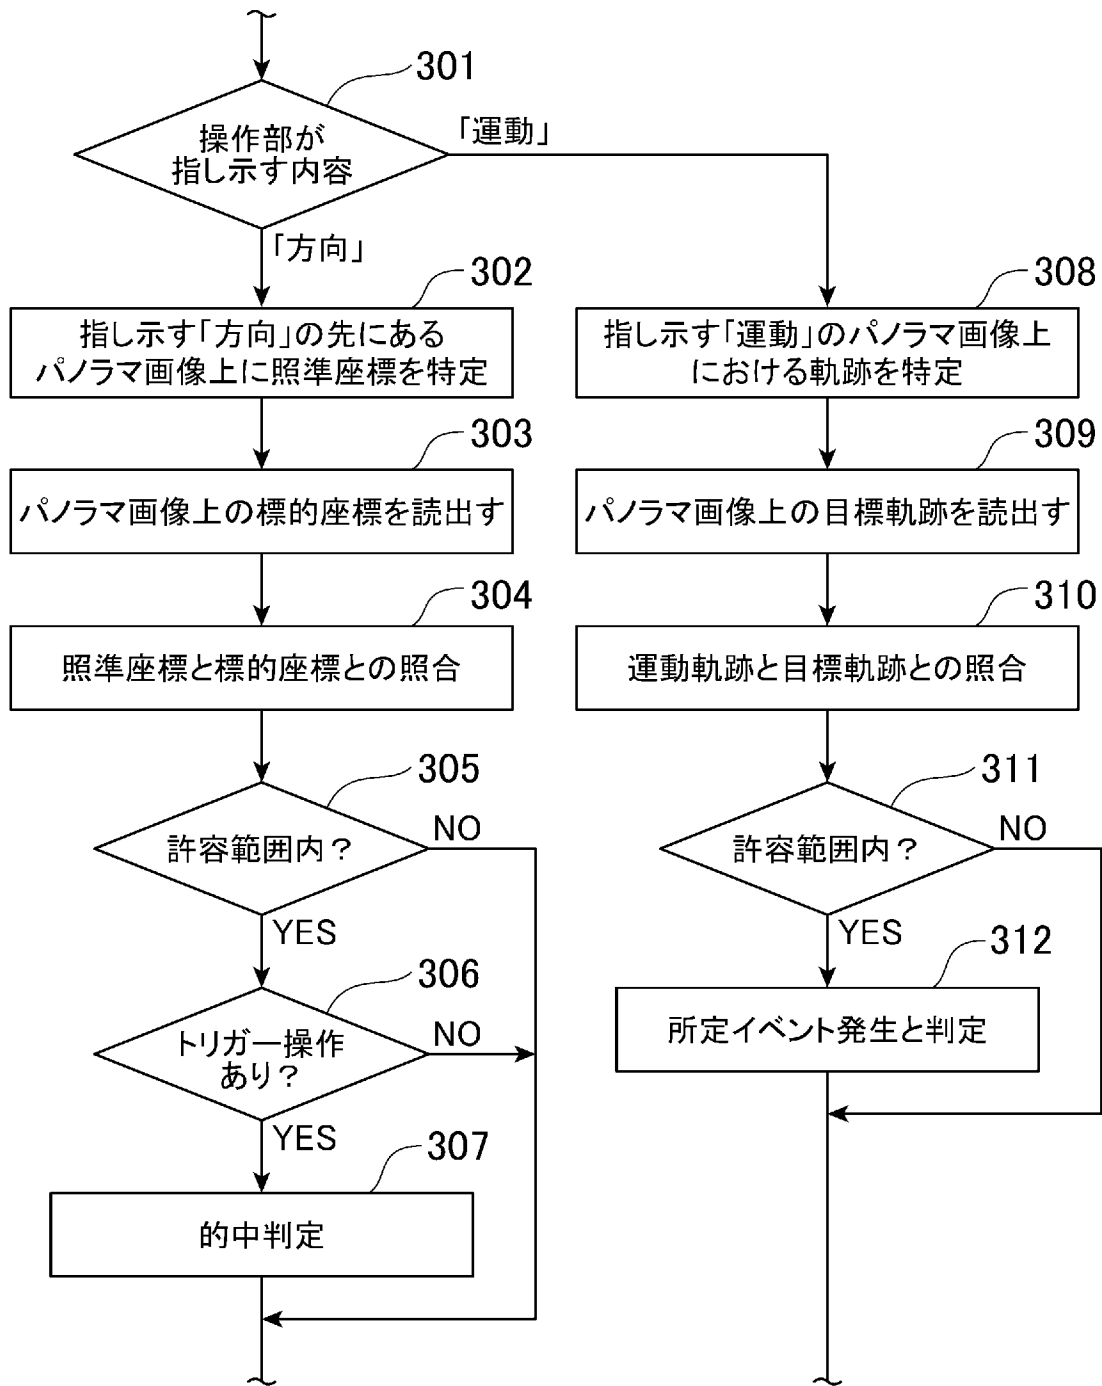 301
操作部が
指し示す内容
「運動」
「方向」
302
指し示す「方向」の先にある
パノラマ画像上に照準座標を特定
303
パノラマ画像上の標的座標を読出す
304
照準座標と標的座標との照合
305
許容範囲内？
NO
YES
306
トリガー操作
あり？
NO
YES
307
的中判定
308
指し示す「運動」のパノラマ画像上
における軌跡を特定
309
パノラマ画像上の目標軌跡を読出す
310
運動軌跡と目標軌跡との照合
311
許容範囲内？
NO
YES
312
所定イベント発生と判定